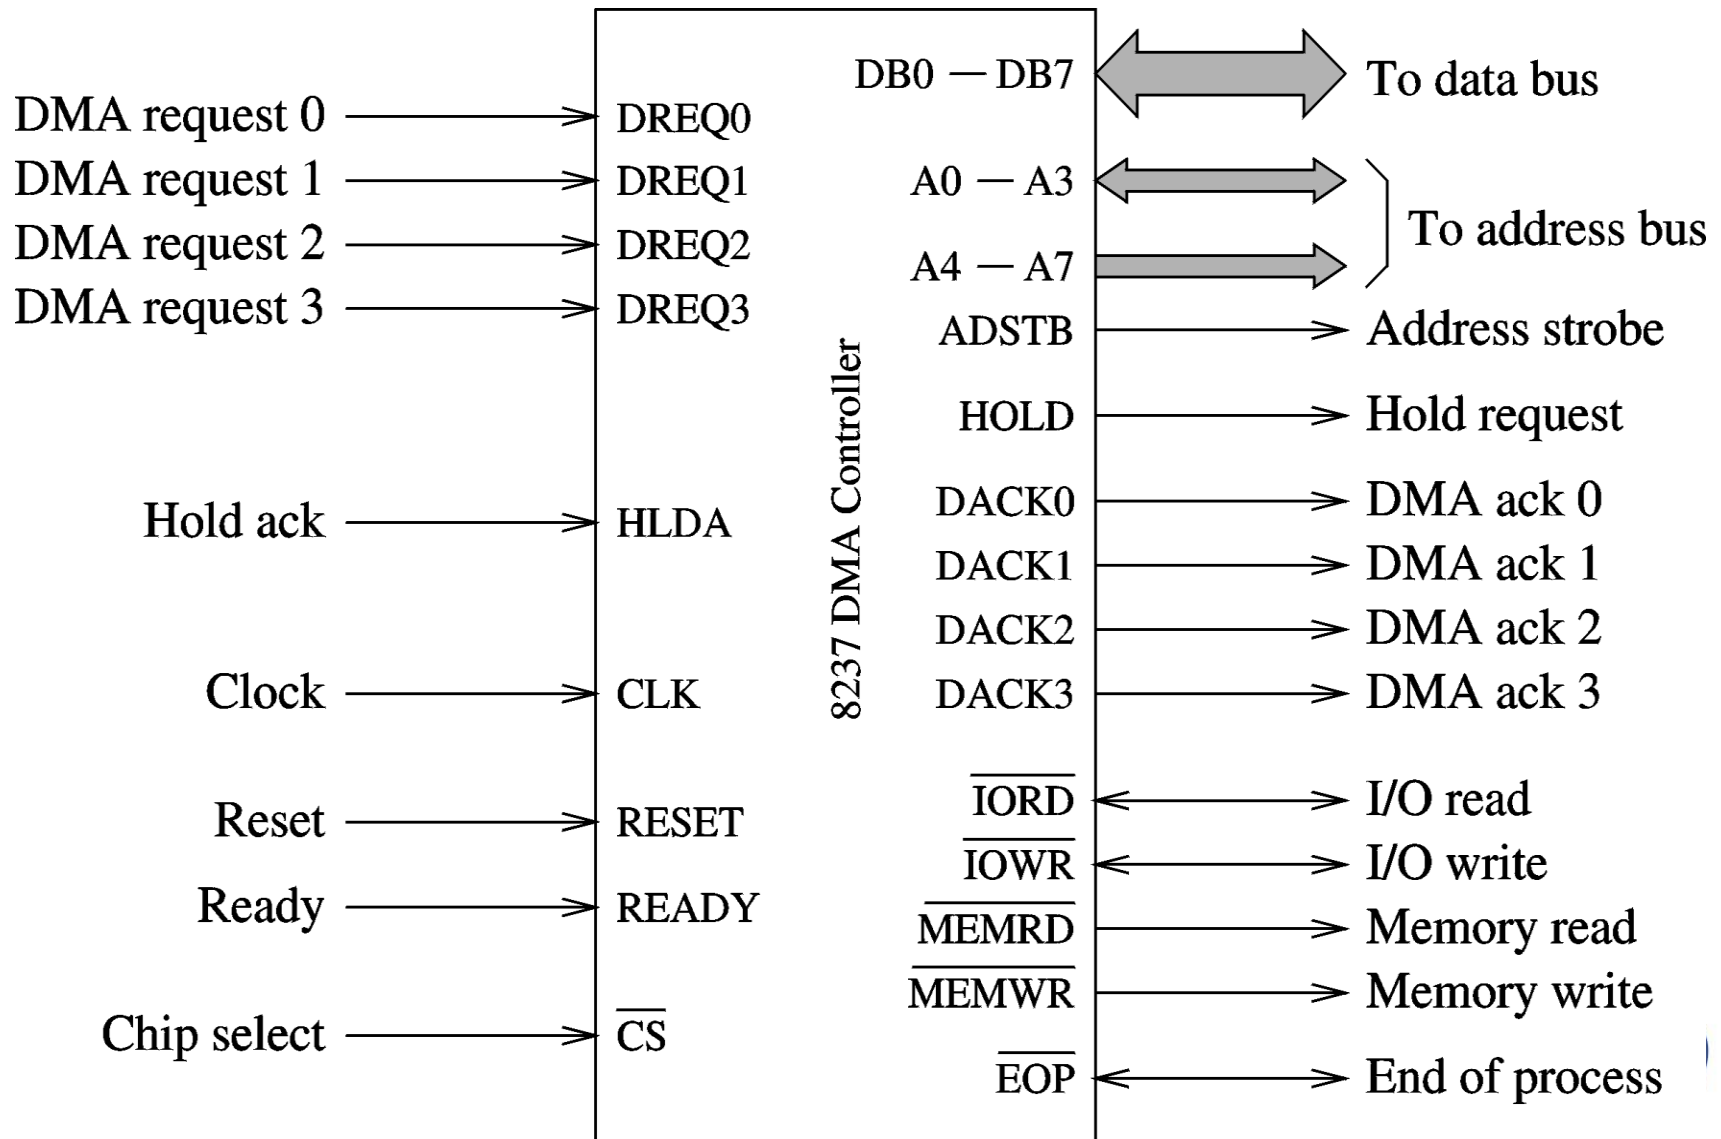 DMA request 0
DMA request 1
DMA request 2
DMA request 3
Hold ack
Clock
Reset
Ready
Chip select
DREQ0
DREQ1
DREQ2
DREQ3
HLDA
CLK
RESET
READY
CS
8237 DMA Controller
DB0 — DB7
A0 — A3
A4 — A7
ADSTB
HOLD
DACK0
DACK1
DACK2
DACK3
IORD
IOWR
MEMRD
MEMWR
EOP
To data bus
To address bus
Address strobe
Hold request
DMA ack 0
DMA ack 1
DMA ack 2
DMA ack 3
I/O read
I/O write
Memory read
Memory write
End of process